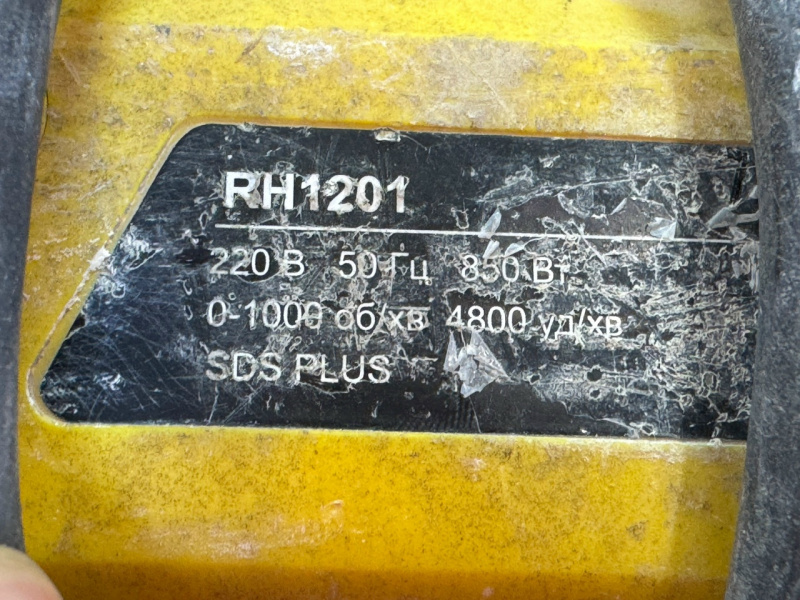 RH1201
220 В 50 Гц 850 Вт
0-1000 об/хв 4800 уд/хв
SDS PLUS